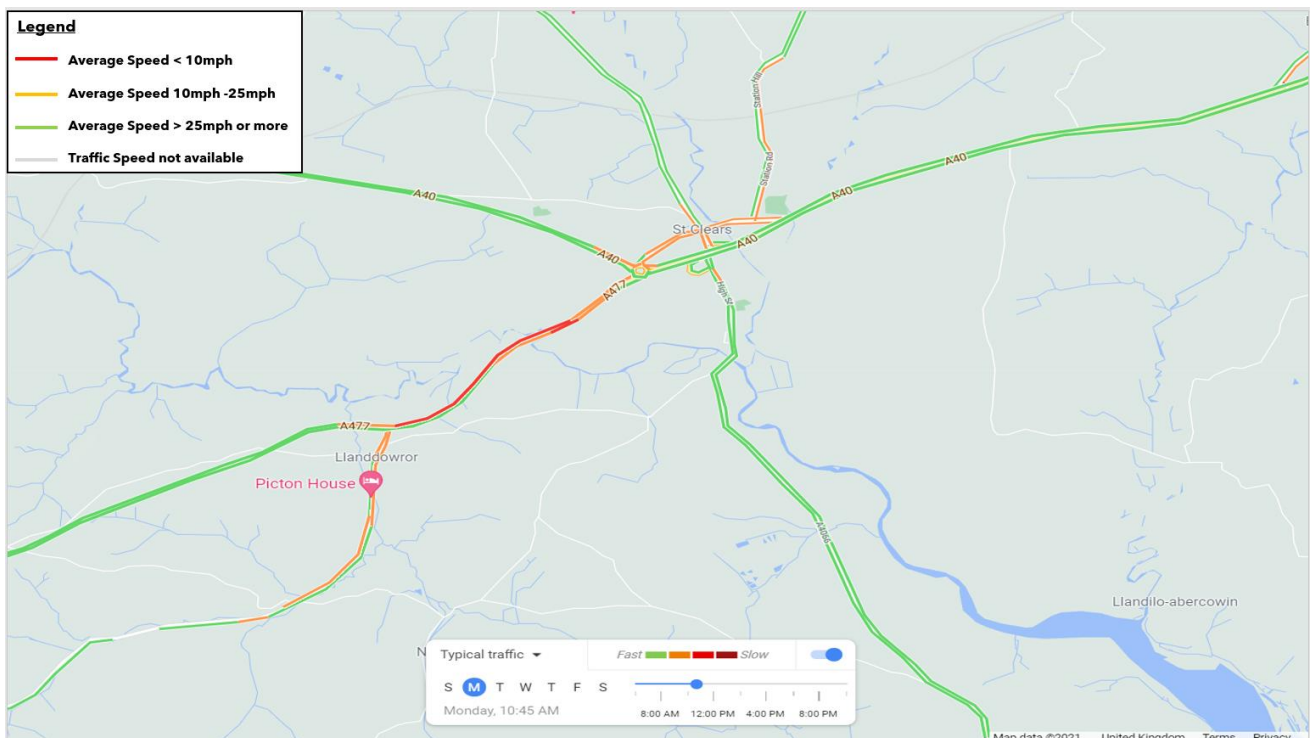 Legend
Average Speed < 10mph
Average Speed 10mph -25mph
Average Speed > 25mph or more
Traffic Speed not available
Station Hill
Station Rd
A40
A40
A40
St Clears
A40
A40
A477
High St
A477
Llanddowror
Picton House
A4066
Llandilo-abercowin
N
Typical traffic
Fast
Slow
S M T W T F S
Monday, 10:45 AM
8:00 AM 12:00 PM 4:00 PM 8:00 PM
Map data ©2021 United Kingdom Terms Privacy